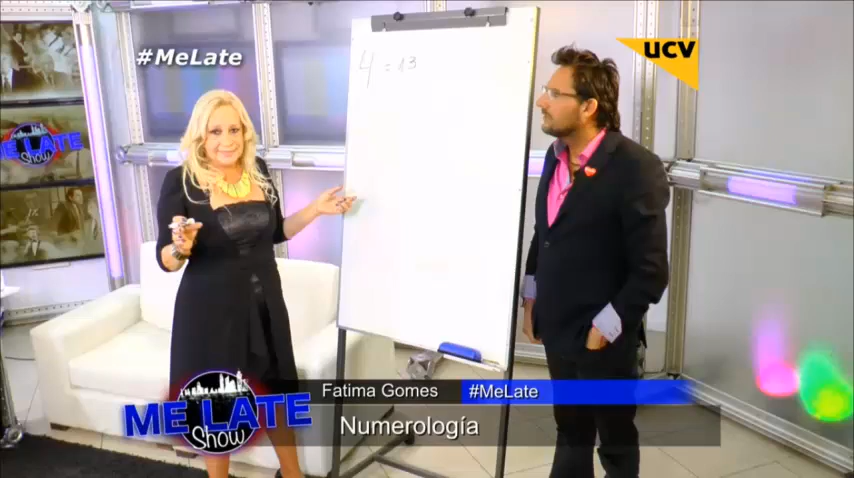 #MeLate
UCV
4 = 13
ME LATE
Show
Fatima Gomes #MeLate
ME LATE
Show
Numerología